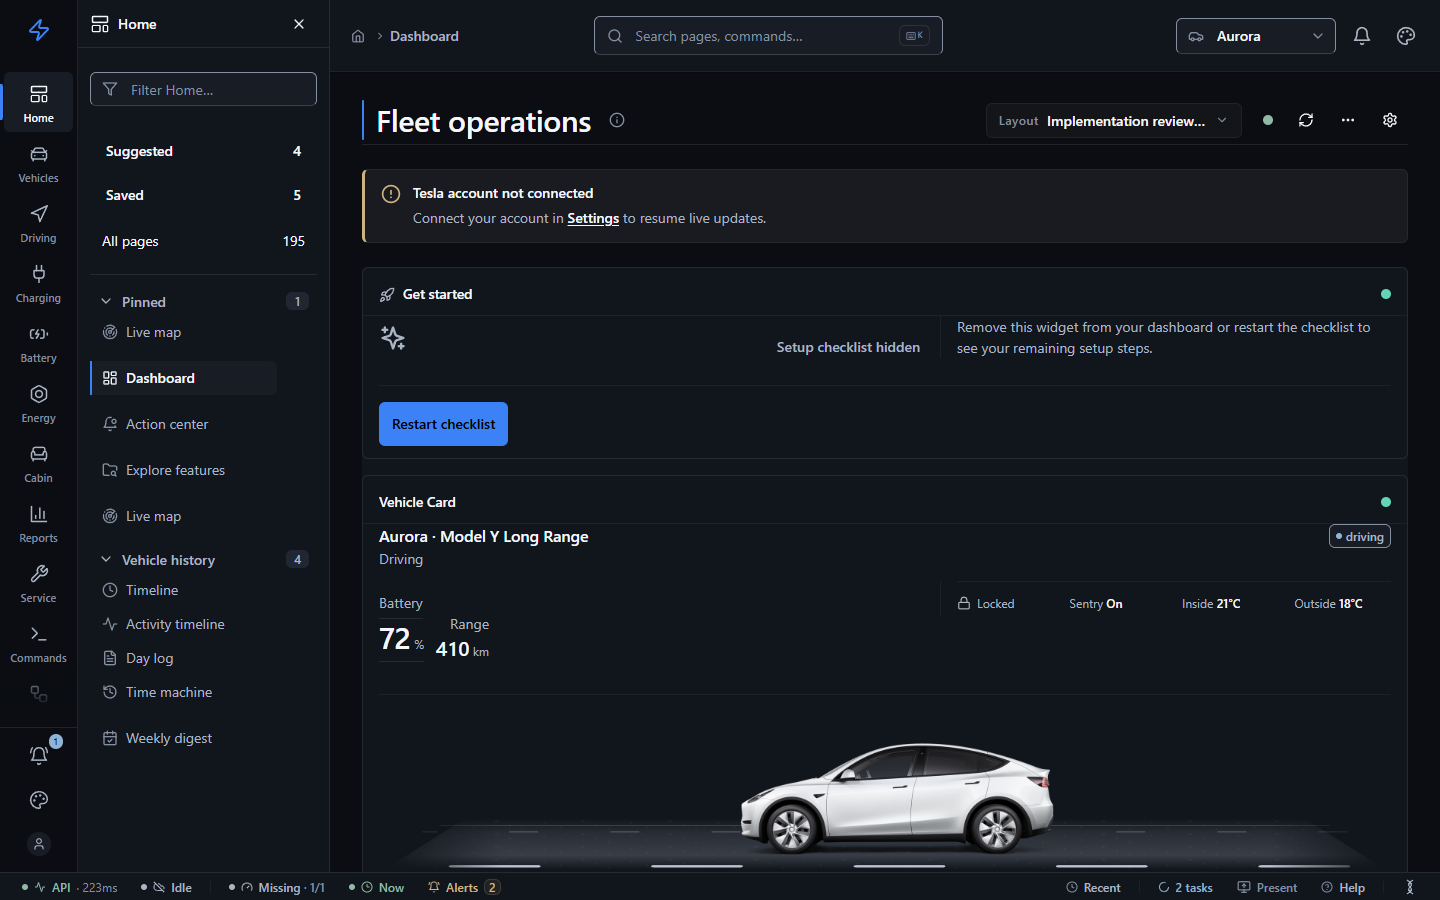 Home
Dashboard
Search pages, commands...
K
Aurora
Home
Vehicles
Driving
Charging
Battery
Energy
Cabin
Reports
Service
Commands
1
Filter Home...
Suggested 4
Saved 5
All pages 195
Pinned 1
Live map
Dashboard
Action center
Explore features
Live map
Vehicle history 4
Timeline
Activity timeline
Day log
Time machine
Weekly digest
Fleet operations
Layout Implementation review...
Tesla account not connected
Connect your account in Settings to resume live updates.
Get started
Setup checklist hidden
Remove this widget from your dashboard or restart the checklist to
see your remaining setup steps.
Restart checklist
Vehicle Card
Aurora · Model Y Long Range
driving
Driving
Battery
72 %
Range
410 km
Locked
Sentry On
Inside 21°C
Outside 18°C
API · 223ms
Idle
Missing · 1/1
Now
Alerts 2
Recent
2 tasks
Present
Help